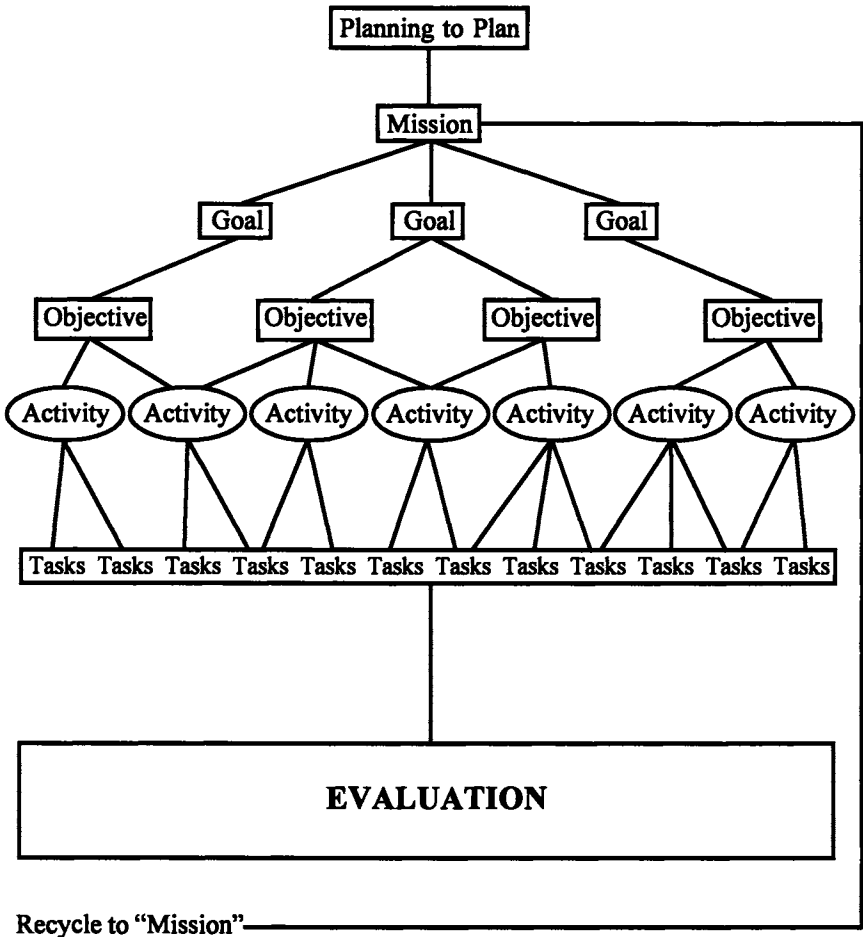 Planning to Plan
Mission
Goal Goal Goal
Objective Objective Objective Objective
Activity Activity Activity Activity Activity Activity Activity
Tasks Tasks Tasks Tasks Tasks Tasks Tasks Tasks Tasks Tasks Tasks Tasks
EVALUATION
Recycle to “Mission”